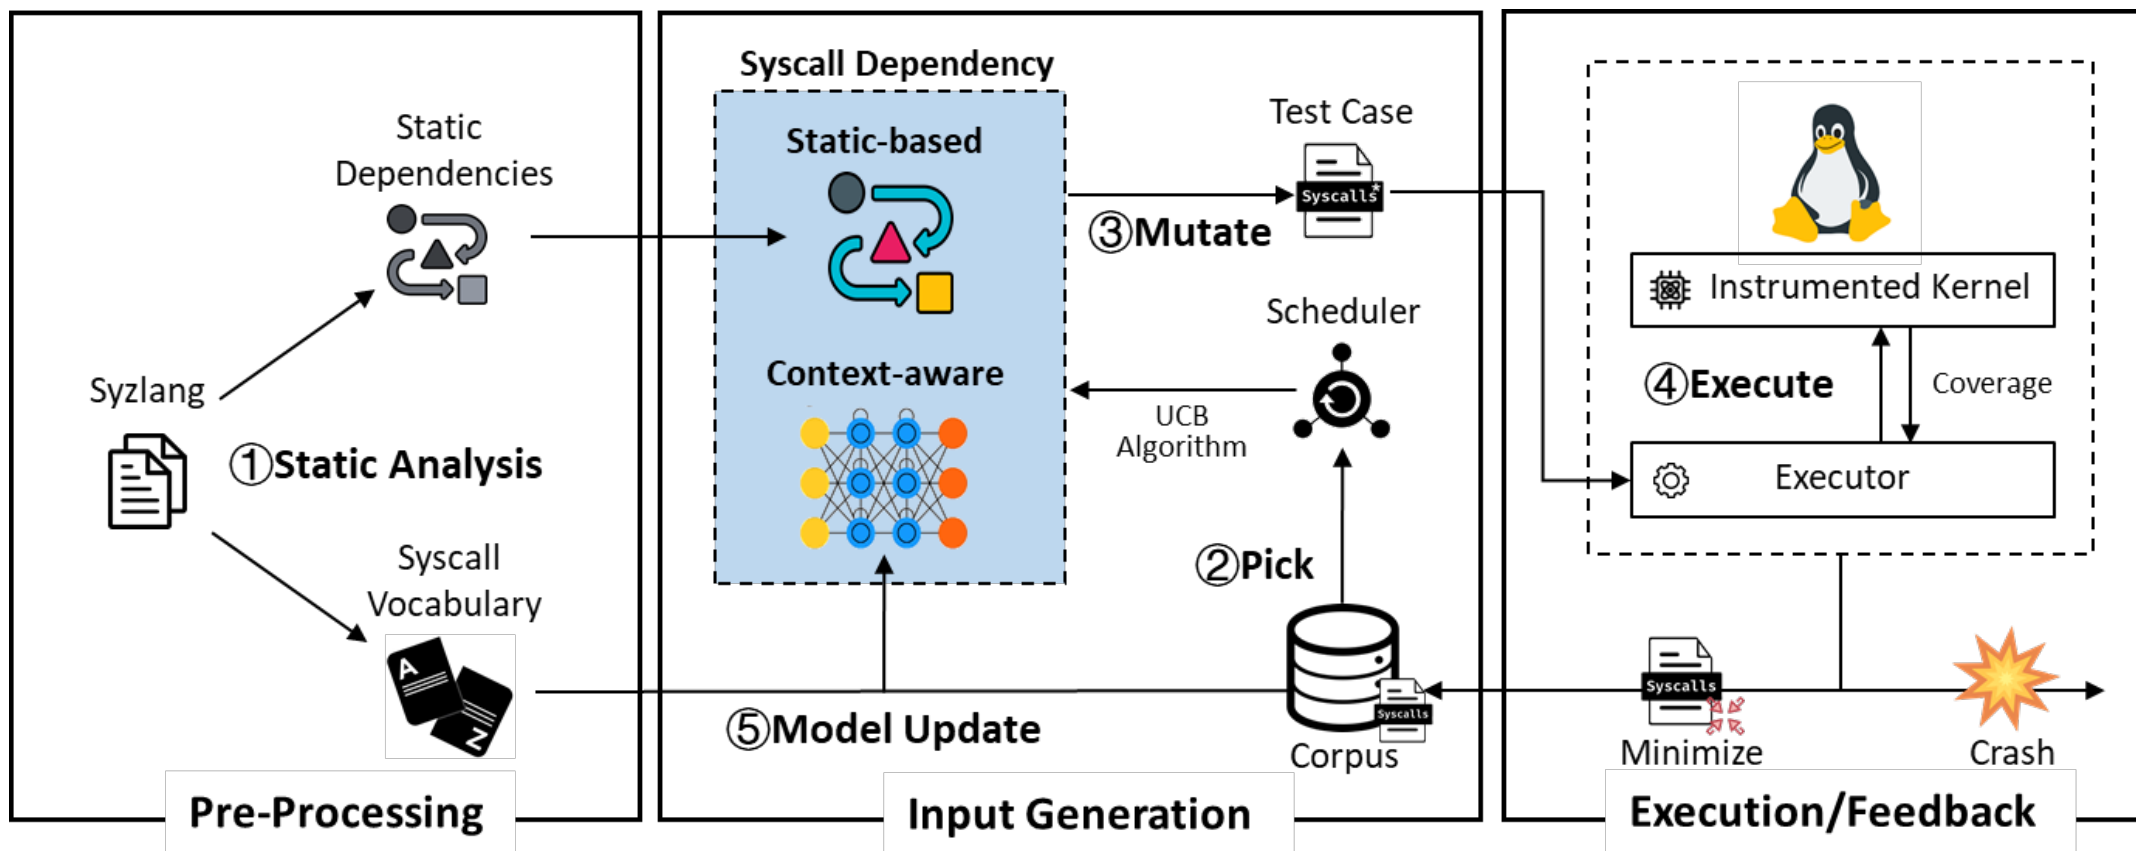 Static
Dependencies
Syzlang
①Static Analysis
Syscall
Vocabulary
A
Z
Pre-Processing
Syscall Dependency
Static-based
Context-aware
Test Case
Syscalls*
③Mutate
Scheduler
UCB
Algorithm
②Pick
⑤Model Update
Syscalls
Corpus
Input Generation
Instrumented Kernel
④Execute
Coverage
Executor
Syscalls
Minimize
Crash
Execution/Feedback